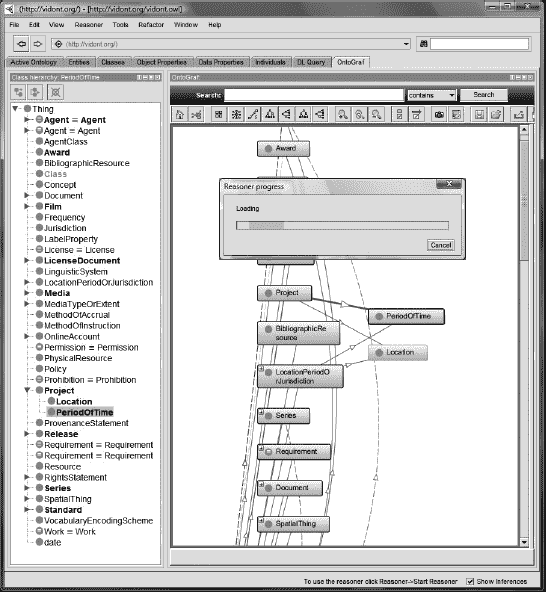 (http://vidont.org/) - [http://vidont.org/vidont.owl]
File Edit View Reasoner Tools Refactor Window Help
(http://vidont.org/)
Active Ontology Entities Classes Object Properties Data Properties Individuals DL Query OntoGraf
Class hierarchy: PeriodOfTime
OntoGraf:
Search: contains Search
Thing
Agent ≡ Agent
Agent ≡ Agent
AgentClass
Award
BibliographicResource
Class
Concept
Document
Film
Frequency
Jurisdiction
LabelProperty
License ≡ License
LicenseDocument
LinguisticSystem
LocationPeriodOrJurisdiction
Media
MediaTypeOrExtent
MethodOfAccrual
MethodOfInstruction
OnlineAccount
Permission ≡ Permission
PhysicalResource
Policy
Prohibition ≡ Prohibition
Project
Location
PeriodOfTime
ProvenanceStatement
Release
Requirement ≡ Requirement
Requirement ≡ Requirement
Resource
RightsStatement
Series
SpatialThing
Standard
VocabularyEncodingScheme
Work ≡ Work
date
Award
Reasoner progress
Loading
Cancel
Project
PeriodOfTime
BibliographicRe
source
Location
LocationPeriodO
rJurisdiction
Series
Requirement
Document
SpatialThing
To use the reasoner click Reasoner->Start Reasoner Show Inferences